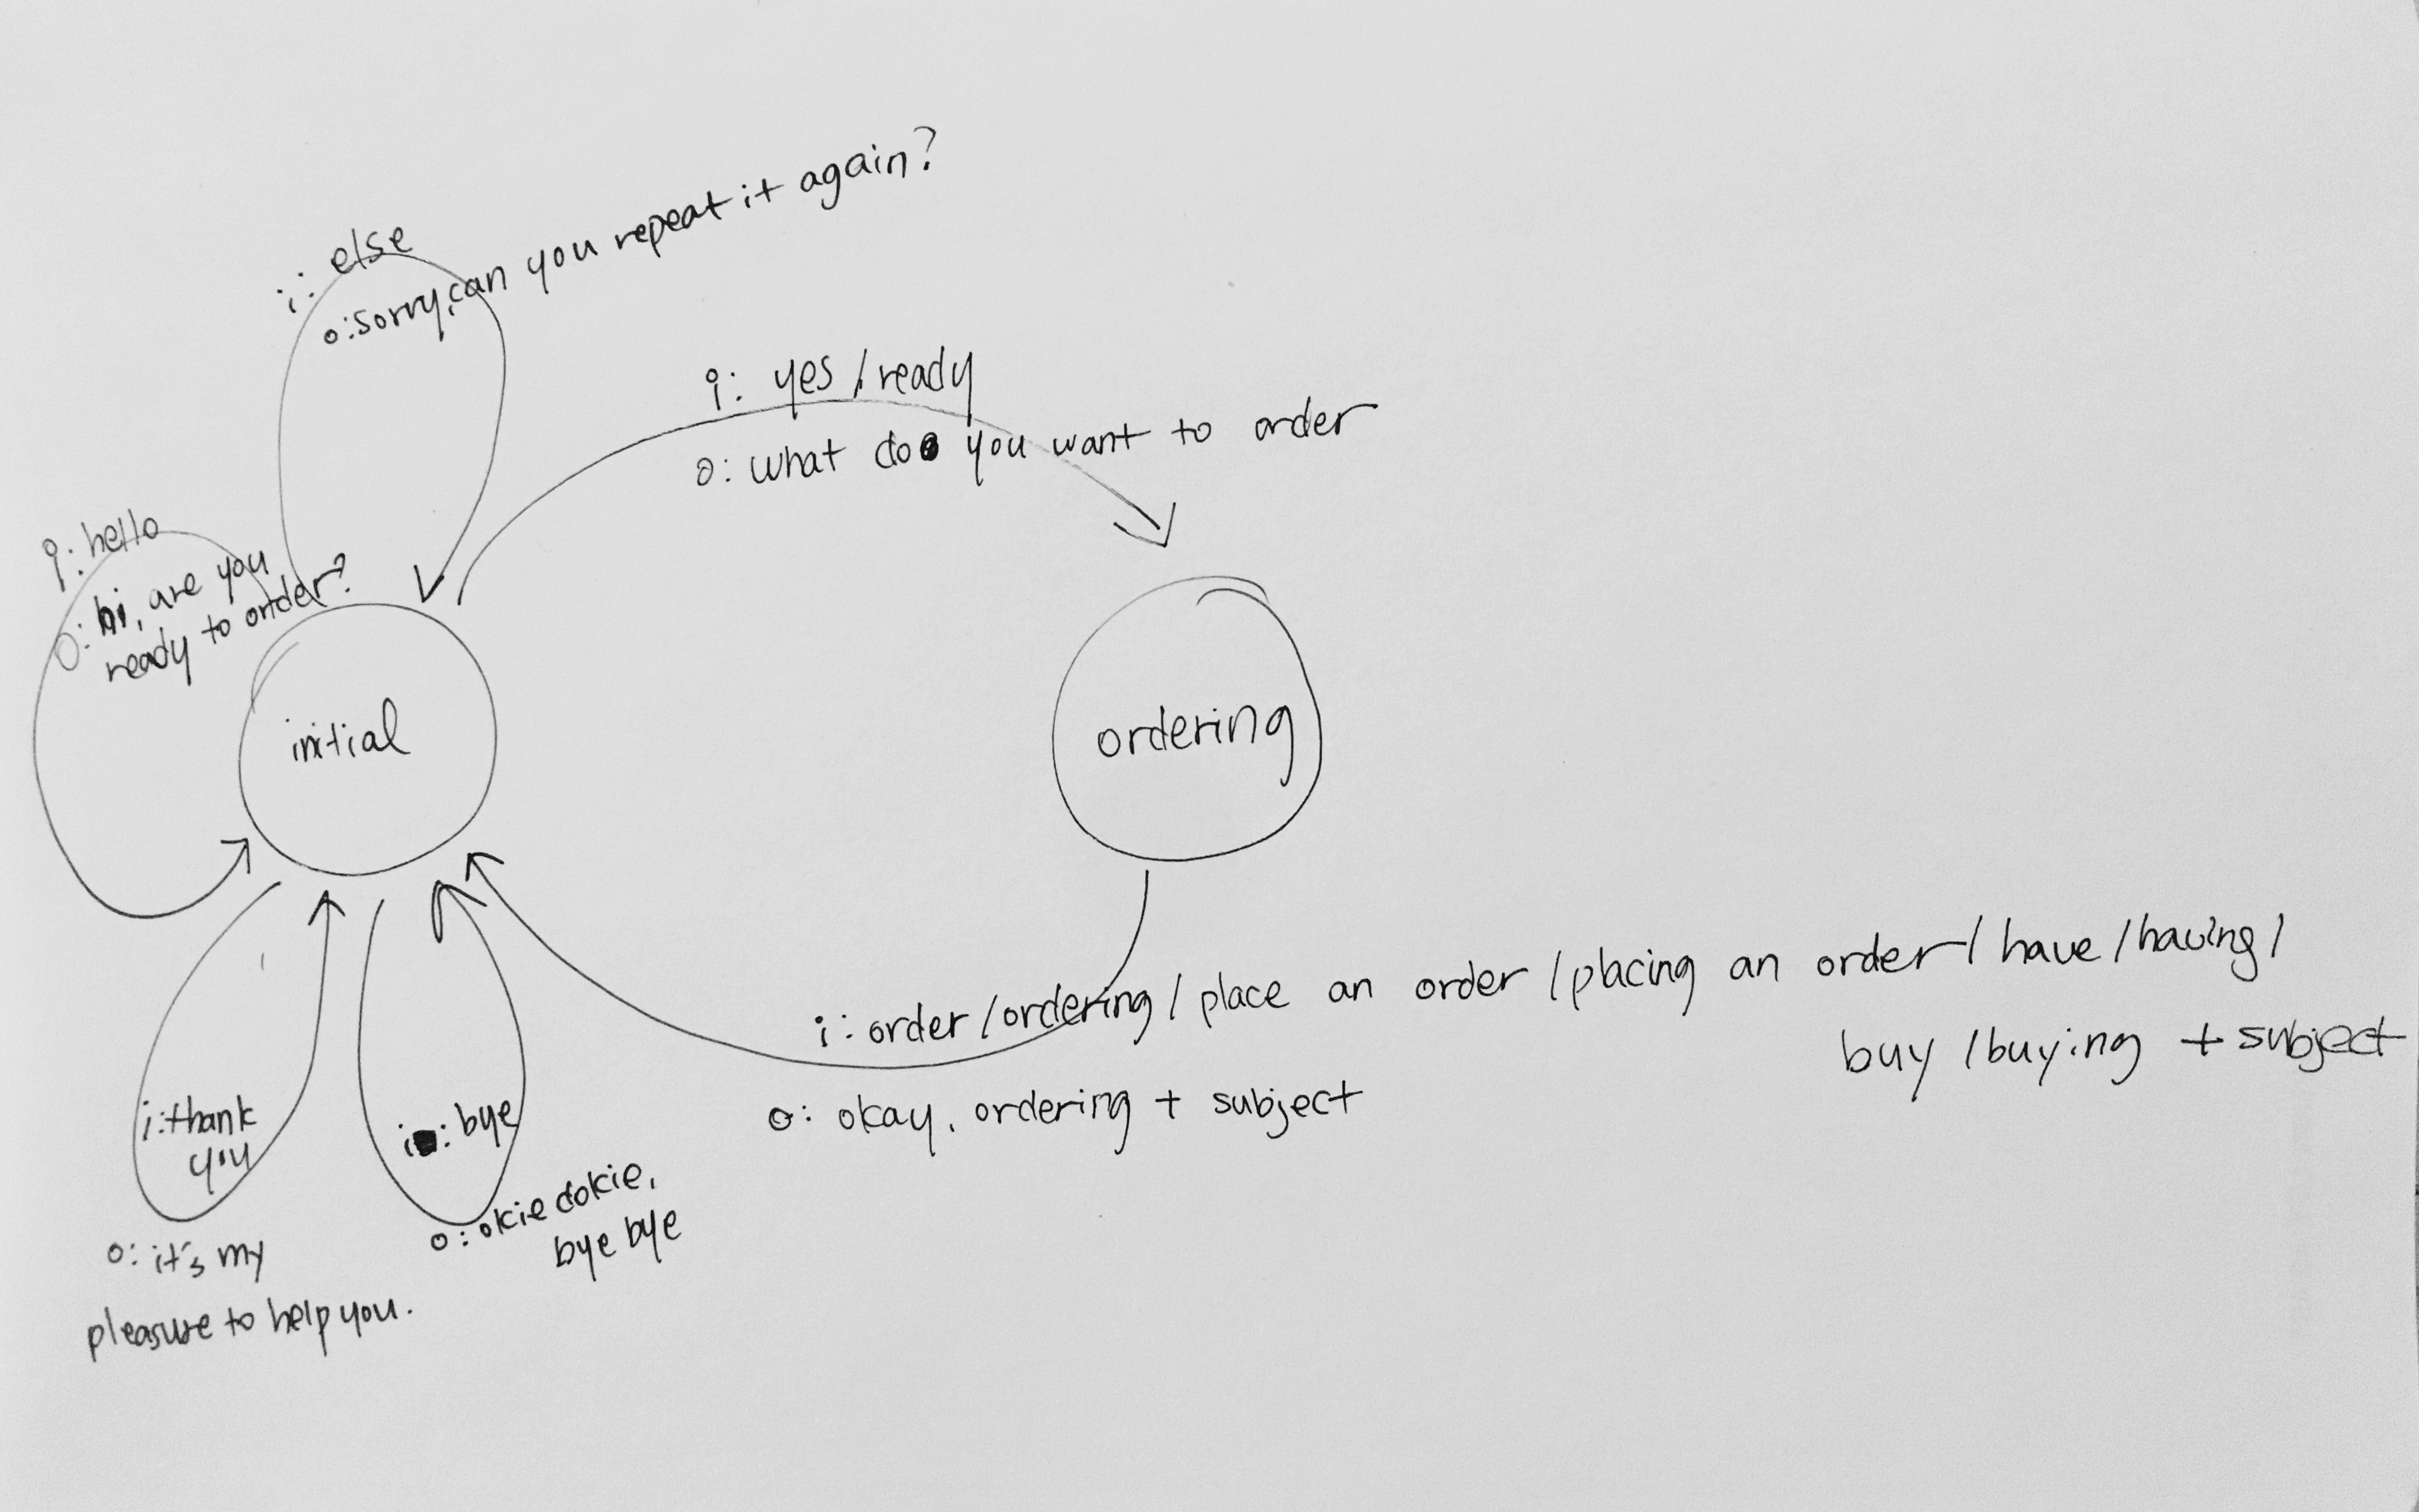 i: else
o: sorry, can you repeat it again?
i: yes / ready
o: what do you want to order
i: hello
o: hi, are you
ready to order?
initial
ordering
i: order / ordering / place an order / placing an order / have / having /
buy / buying + subject
o: okay, ordering + subject
i: thank
you
o: it's my
pleasure to help you.
i: bye
o: okie dokie,
bye bye